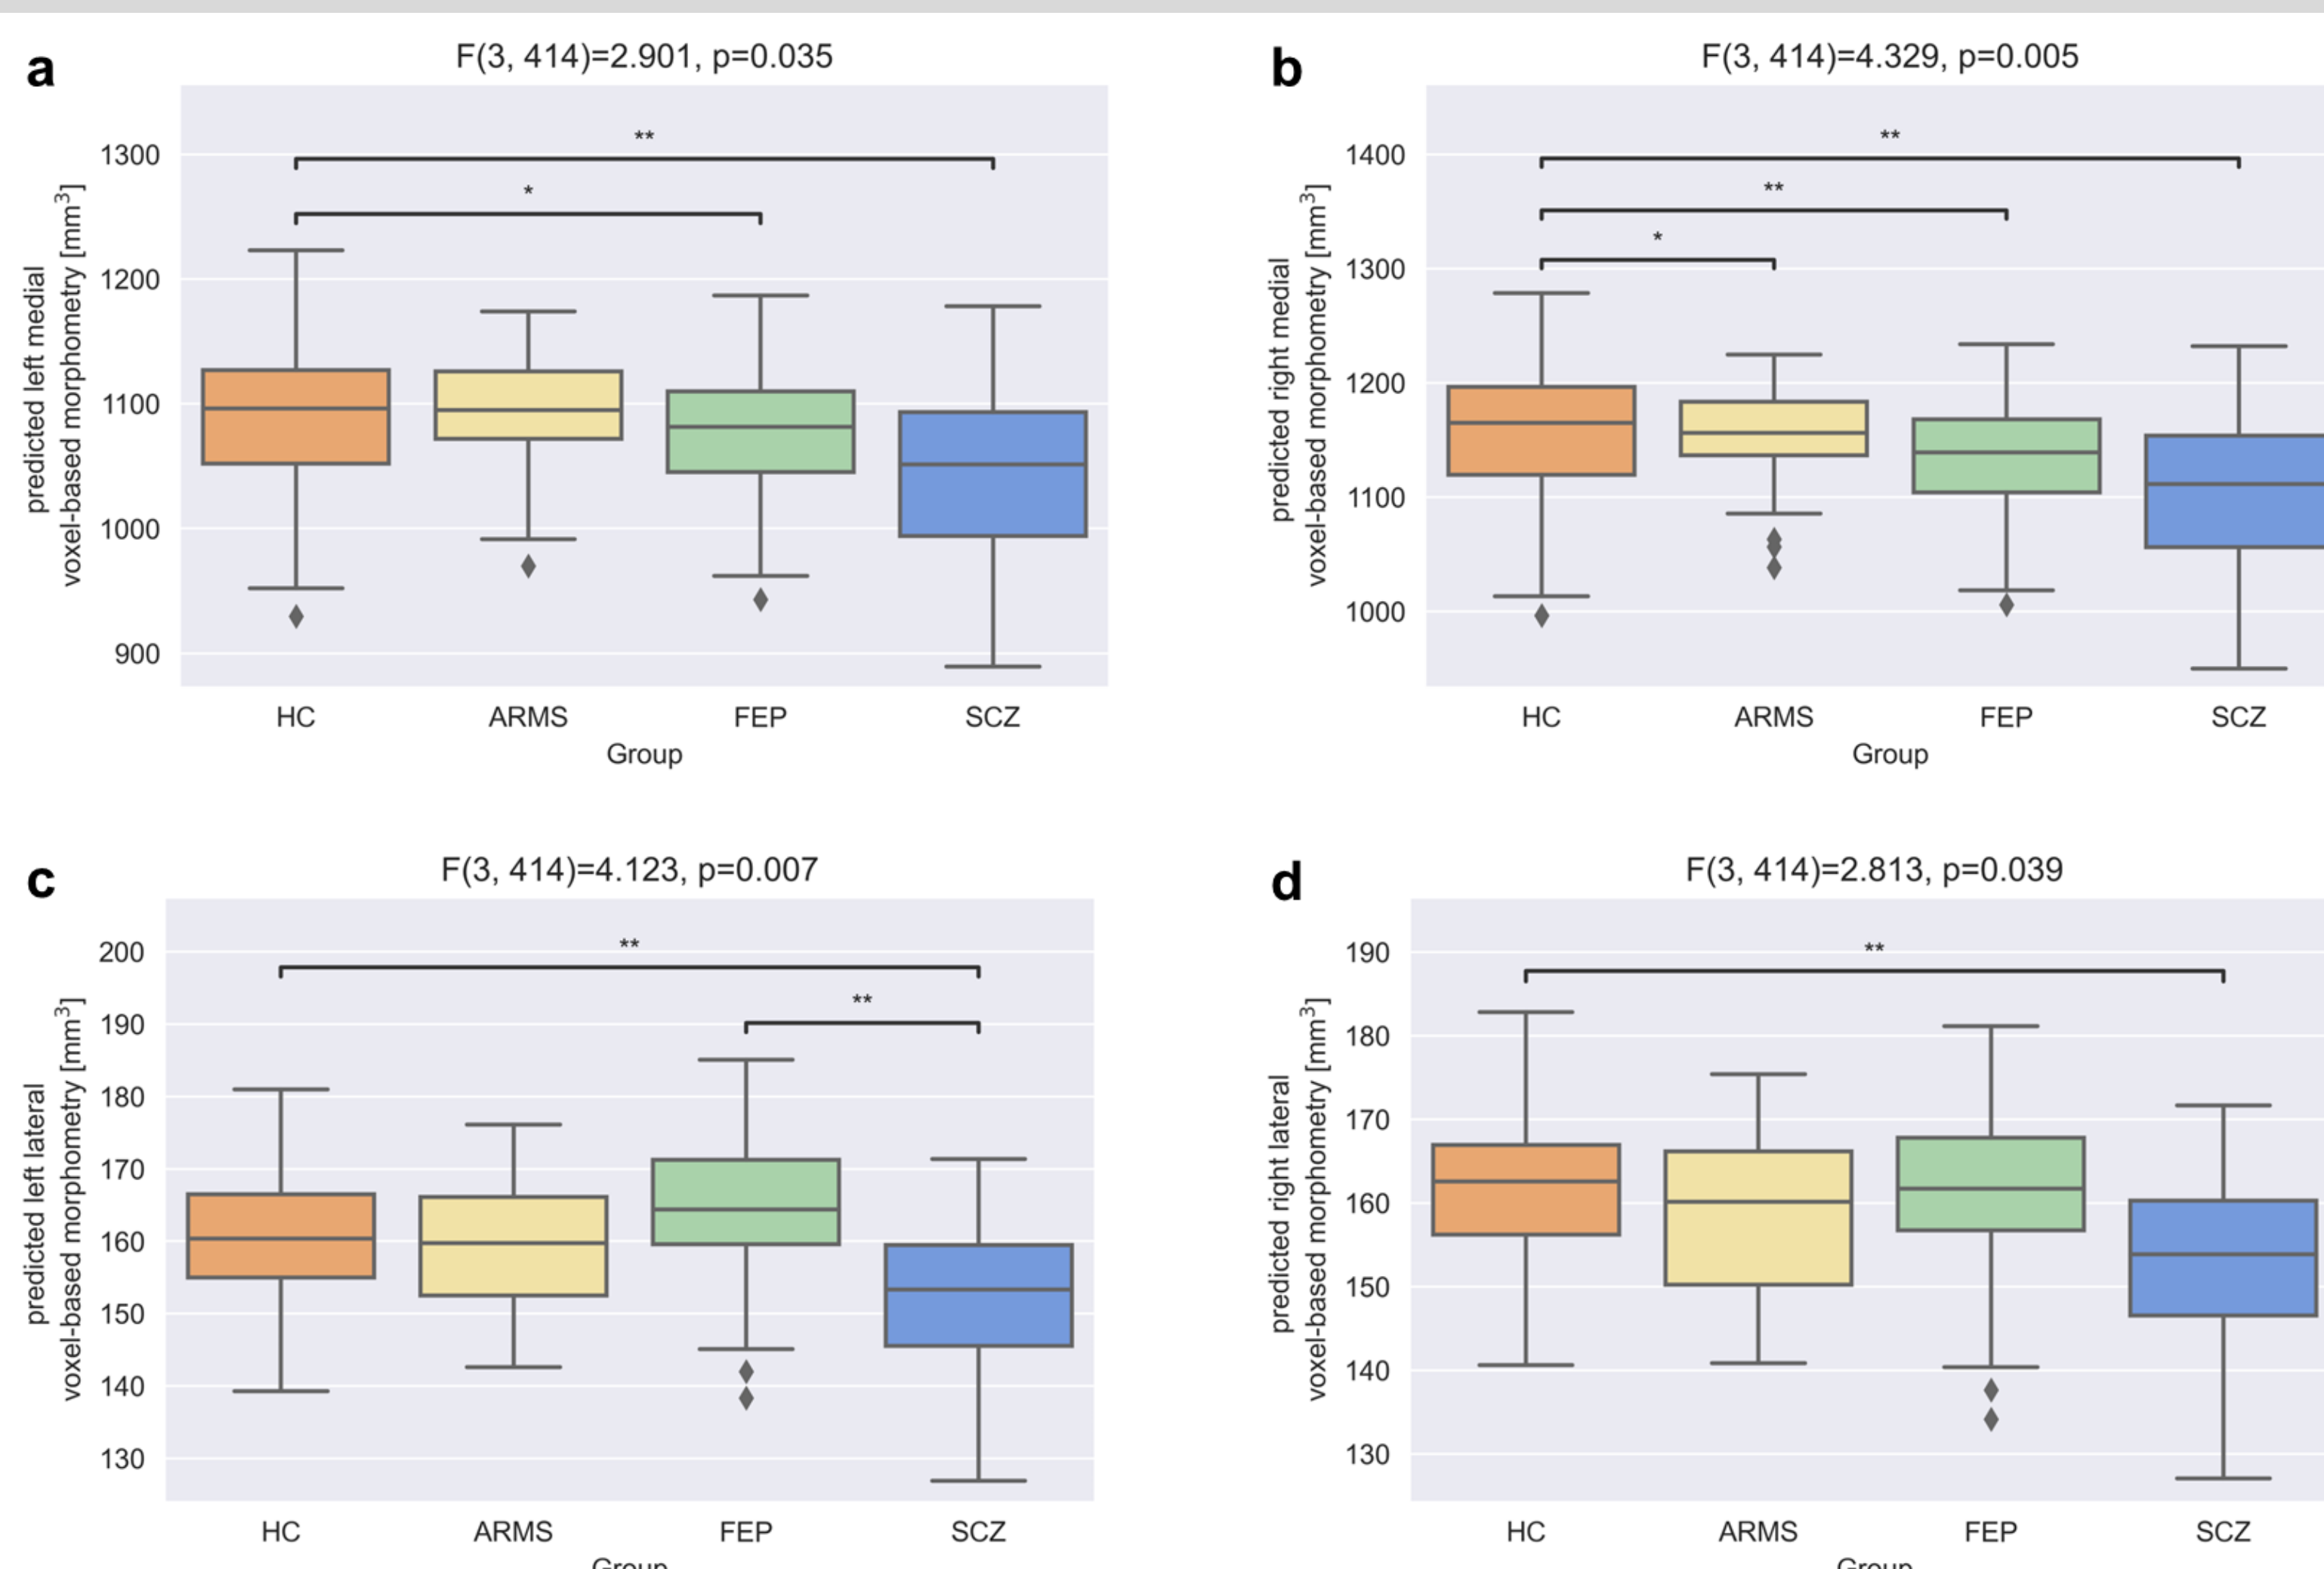 a
F(3, 414)=2.901, p=0.035
predicted left medial
voxel-based morphometry [mm³]
1300
1200
1100
1000
900
**
*
HC ARMS FEP SCZ
Group
b
F(3, 414)=4.329, p=0.005
predicted right medial
voxel-based morphometry [mm³]
1400
1300
1200
1100
1000
**
**
*
HC ARMS FEP SCZ
Group
c
F(3, 414)=4.123, p=0.007
predicted left lateral
voxel-based morphometry [mm³]
200
190
180
170
160
150
140
130
**
**
HC ARMS FEP SCZ
Group
d
F(3, 414)=2.813, p=0.039
predicted right lateral
voxel-based morphometry [mm³]
190
180
170
160
150
140
130
**
HC ARMS FEP SCZ
Group